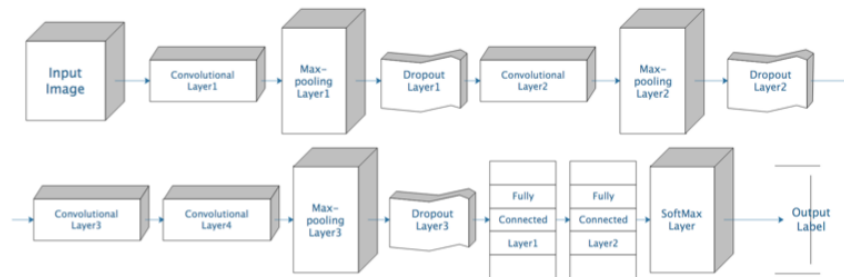 Input
Image
Convolutional
Layer1
Max-
pooling
Layer1
Dropout
Layer1
Convolutional
Layer2
Max-
pooling
Layer2
Dropout
Layer2
Convolutional
Layer3
Convolutional
Layer4
Max-
pooling
Layer3
Dropout
Layer3
Fully
Connected
Layer1
Fully
Connected
Layer2
SoftMax
Layer
Output
Label